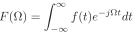 F(Ω) = ∫_{-∞}^{∞} f(t)e^{-jΩt}dt